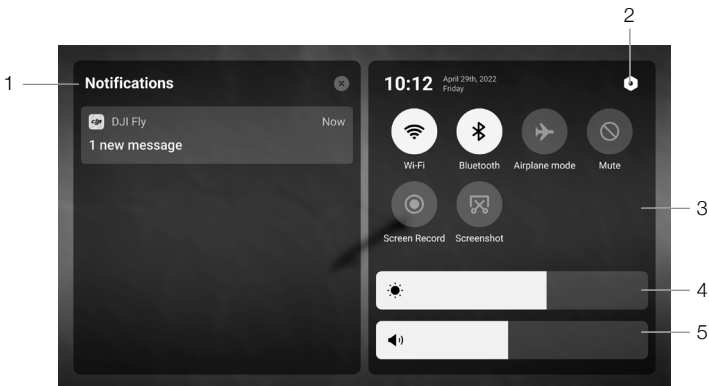 2
1
Notifications
10:12
April 29th, 2022
Friday
dji DJI Fly Now
1 new message
Wi-Fi Bluetooth Airplane mode Mute
3
Screen Record Screenshot
4
5